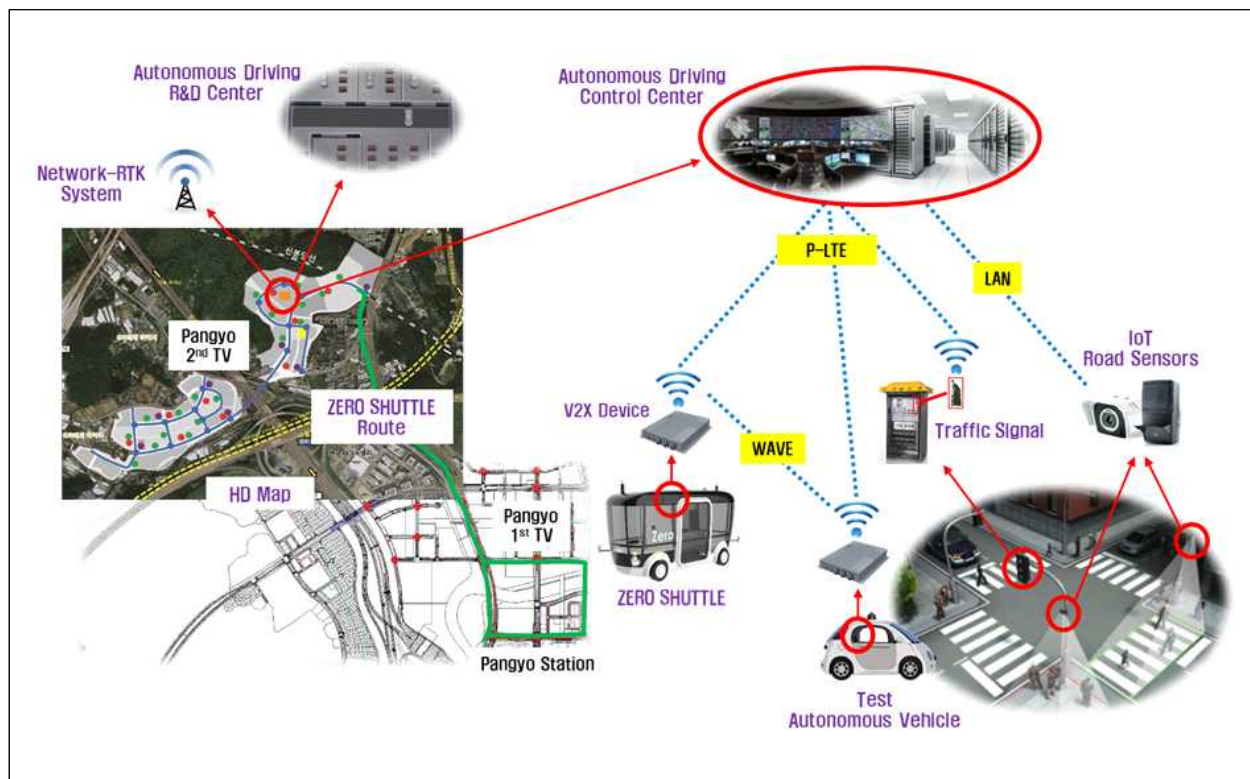 Autonomous Driving
R&D Center
Autonomous Driving
Control Center
Network-RTK
System
P-LTE
LAN
Pangyo
2nd TV
IoT
Road Sensors
ZERO SHUTTLE
Route
V2X Device
Traffic Signal
WAVE
HD Map
Pangyo
1st TV
Zero
ZERO SHUTTLE
Pangyo Station
Test
Autonomous Vehicle